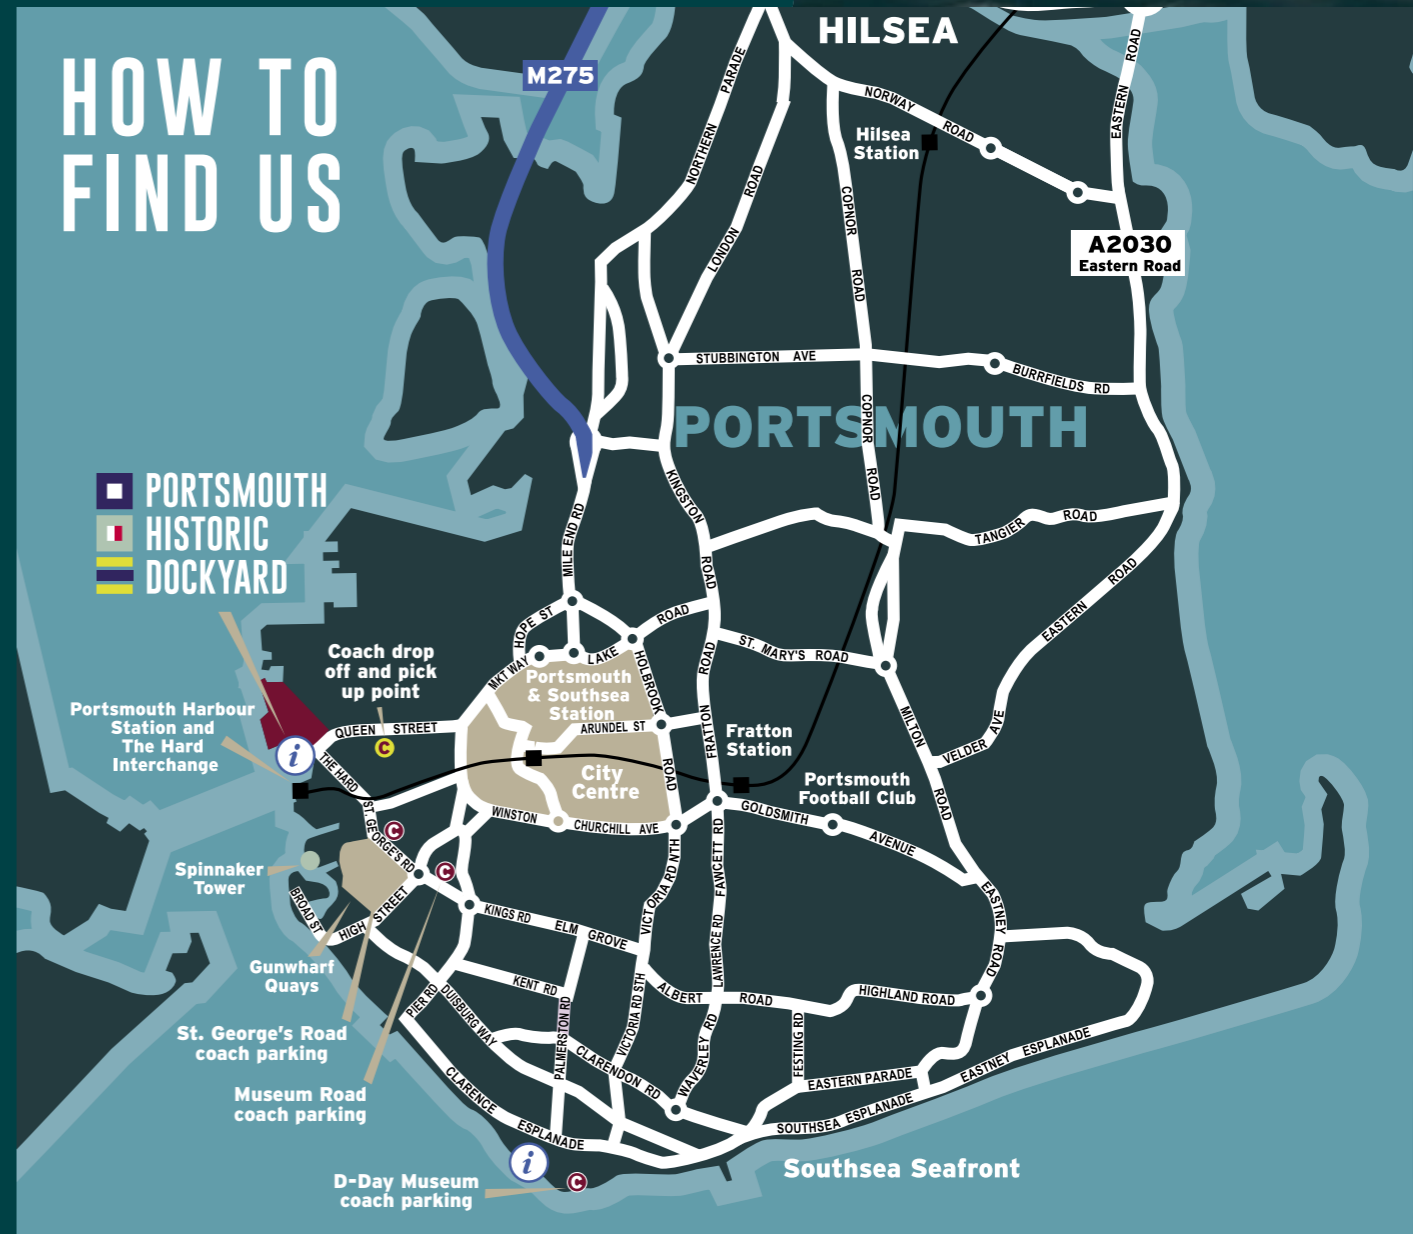 HOW TO
FIND US
M275
HILSEA
NORTHERN PARADE
LONDON ROAD
NORWAY ROAD
Hilsea
Station
COPNOR ROAD
EASTERN ROAD
A2030
Eastern Road
STUBBINGTON AVE
BURRFIELDS RD
PORTSMOUTH
COPNOR ROAD
KINGSTON ROAD
MILE END RD
TANGIER ROAD
EASTERN ROAD
PORTSMOUTH
HISTORIC
DOCKYARD
Coach drop
off and pick
up point
HOPE ST
MKT WAY
LAKE ROAD
HOLBROOK ROAD
ST. MARY'S ROAD
Portsmouth
& Southsea
Station
ARUNDEL ST
FRATTON ROAD
Fratton
Station
MILTON ROAD
VELDER AVE
Portsmouth Harbour
Station and
The Hard
Interchange
QUEEN STREET
C
i
THE HARD
City
Centre
Portsmouth
Football Club
WINSTON CHURCHILL AVE
GOLDSMITH AVENUE
ST. GEORGE'S RD
C
C
Spinnaker
Tower
BROAD ST
HIGH STREET
KINGS RD
ELM GROVE
VICTORIA RD NTH
FAWCETT RD
LAWRENCE RD
EASTNEY ROAD
Gunwharf
Quays
KENT RD
ALBERT ROAD
HIGHLAND ROAD
PIER RD
DUISBURG WAY
PALMERSTON RD
VICTORIA RD STH
WAVERLEY RD
FESTING RD
St. George's Road
coach parking
CLARENDON RD
EASTERN PARADE
EASTNEY ESPLANADE
Museum Road
coach parking
CLARENCE ESPLANADE
SOUTHSEA ESPLANADE
i
C
D-Day Museum
coach parking
Southsea Seafront